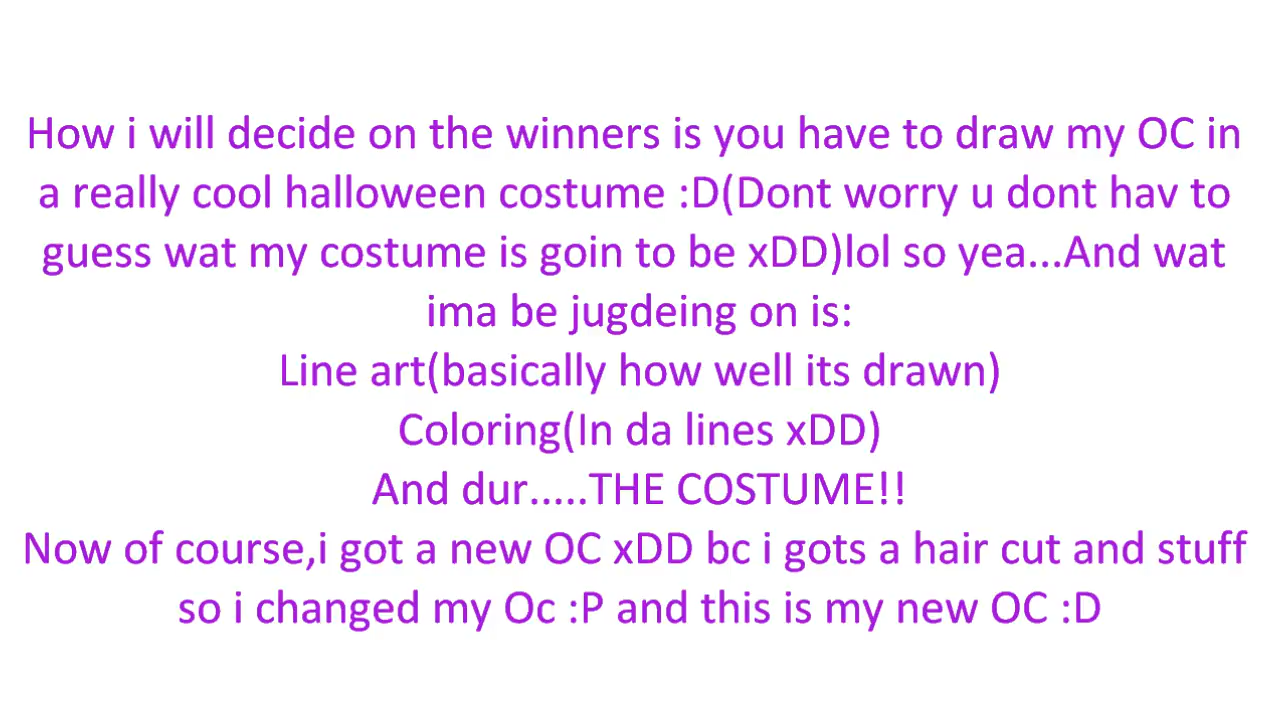 How i will decide on the winners is you have to draw my OC in
a really cool halloween costume :D(Dont worry u dont hav to
guess wat my costume is goin to be xDD)lol so yea...And wat
ima be jugdeing on is:
Line art(basically how well its drawn)
Coloring(In da lines xDD)
And dur.....THE COSTUME!!
Now of course,i got a new OC xDD bc i gots a hair cut and stuff
so i changed my Oc :P and this is my new OC :D